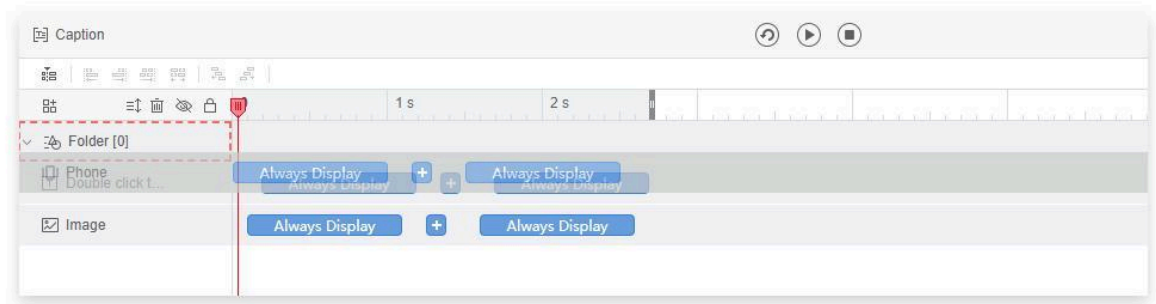 Caption
1 s 2 s
Folder [0]
Phone Always Display + Always Display
Double click t... Always Display + Always Display
Image Always Display + Always Display